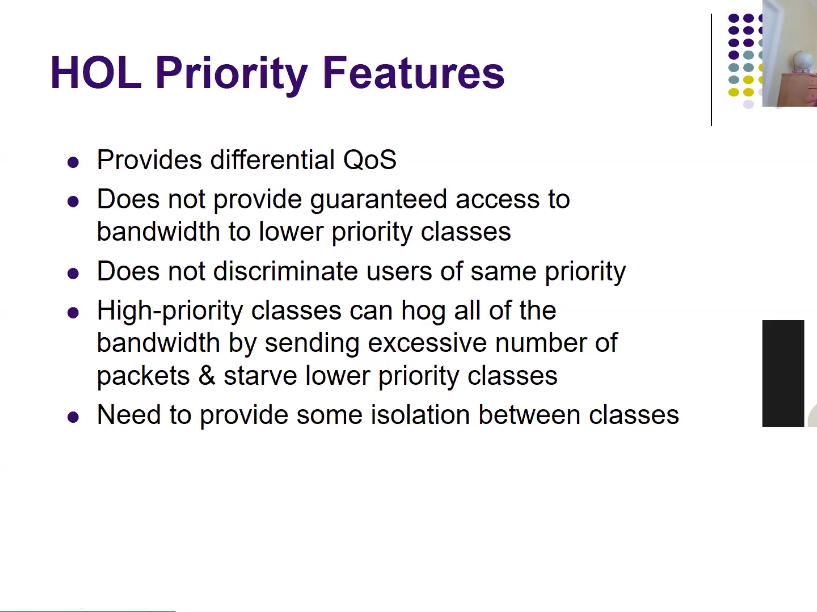 HOL Priority Features
● Provides differential QoS
● Does not provide guaranteed access to
bandwidth to lower priority classes
● Does not discriminate users of same priority
● High-priority classes can hog all of the
bandwidth by sending excessive number of
packets & starve lower priority classes
● Need to provide some isolation between classes